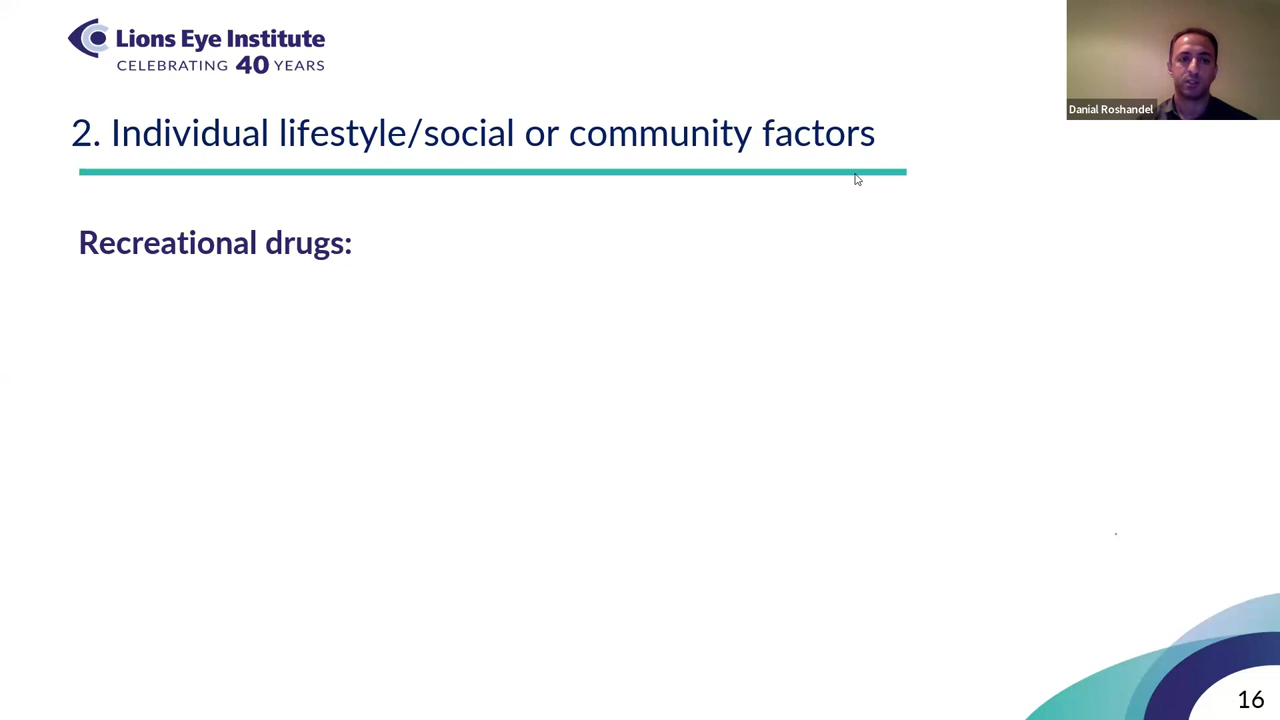 Lions Eye Institute
CELEBRATING 40 YEARS
Danial Roshandel
2. Individual lifestyle/social or community factors
Recreational drugs:
16